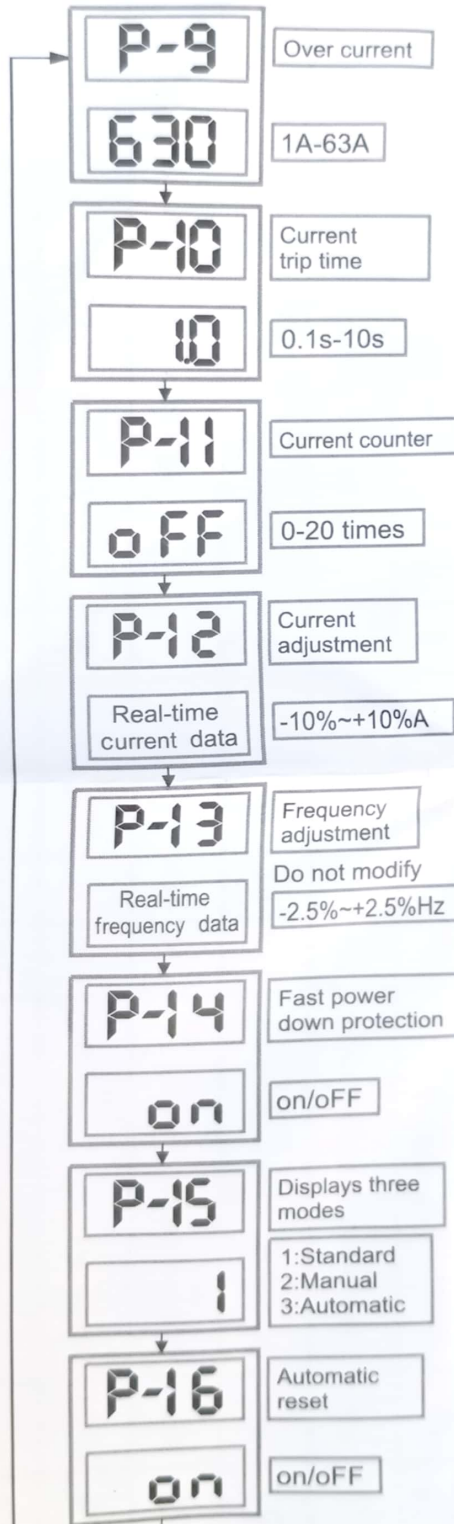 P-9
Over current
630
1A-63A
P-10
Current
trip time
1.0
0.1s-10s
P-11
Current counter
oFF
0-20 times
P-12
Current
adjustment
Real-time
current data
-10%~+10%A
P-13
Frequency
adjustment
Do not modify
Real-time
frequency data
-2.5%~+2.5%Hz
P-14
Fast power
down protection
on
on/oFF
P-15
Displays three
modes
1
1:Standard
2:Manual
3:Automatic
P-16
Automatic
reset
on
on/oFF